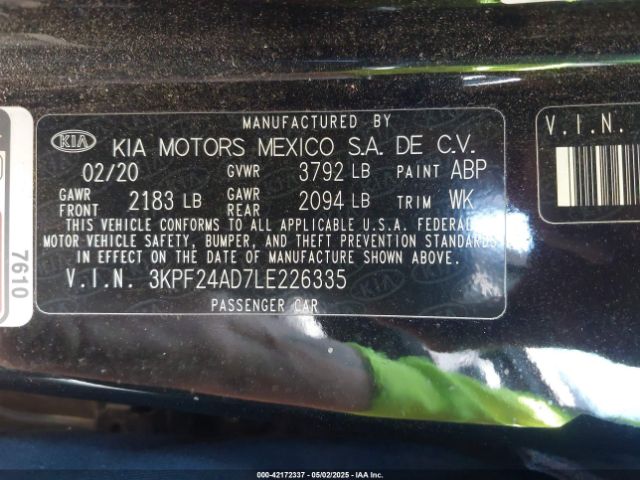 MANUFACTURED BY
KIA KIA MOTORS MEXICO S.A. DE C.V.
02/20 GVWR 3792 LB PAINT ABP
GAWR FRONT 2183 LB GAWR REAR 2094 LB TRIM WK
THIS VEHICLE CONFORMS TO ALL APPLICABLE U.S.A. FEDERAL
MOTOR VEHICLE SAFETY, BUMPER, AND THEFT PREVENTION STANDARDS
IN EFFECT ON THE DATE OF MANUFACTURE SHOWN ABOVE.
V.I.N. 3KPF24AD7LE226335
PASSENGER CAR
V.I.N.
7610
000-42172337 - 05/02/2025 - IAAI - Copyright